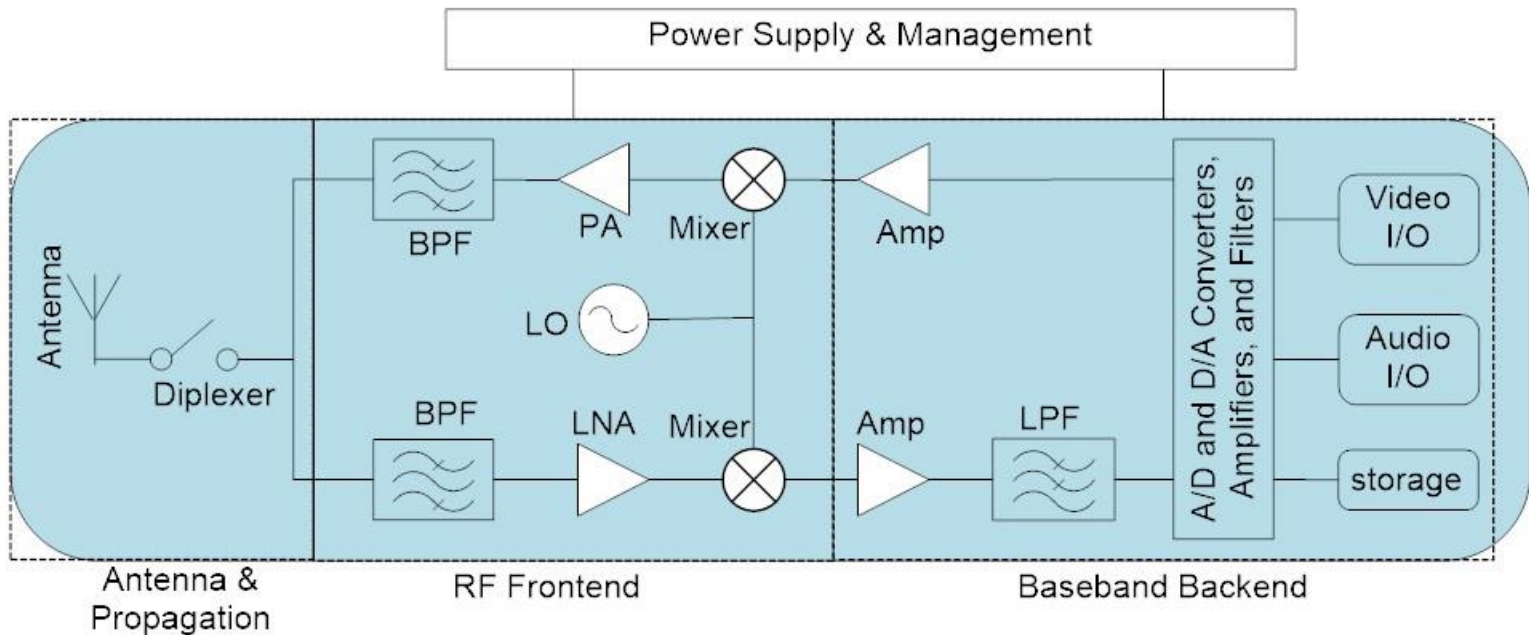 Power Supply & Management
BPF
PA
Mixer
Amp
A/D and D/A Converters,
Amplifiers, and Filters
Video
I/O
Antenna
Diplexer
LO
Audio
I/O
BPF
LNA
Mixer
Amp
LPF
storage
Antenna &
Propagation
RF Frontend
Baseband Backend